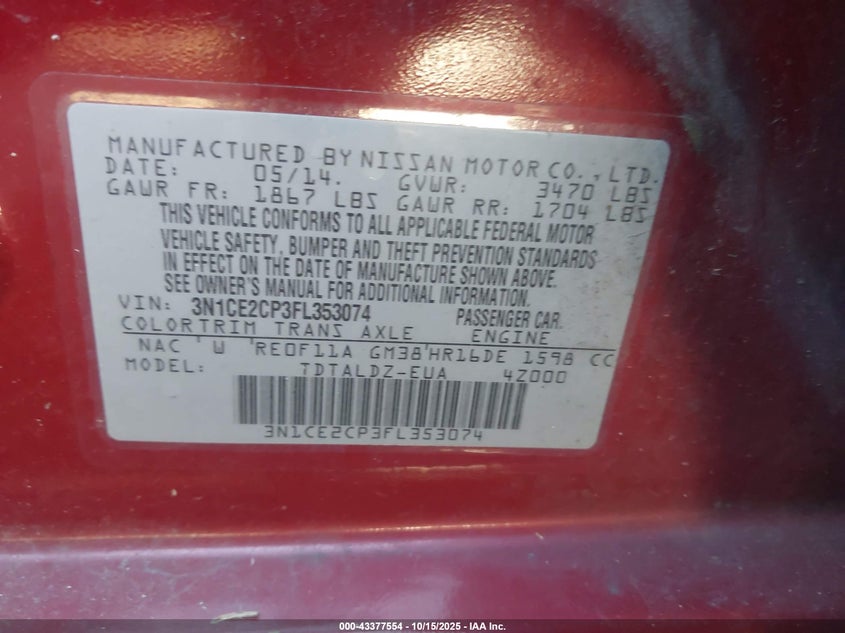 MANUFACTURED BY NISSAN MOTOR CO., LTD.
DATE: 05/14. GVWR: 3470 LBS
GAWR FR: 1867 LBS GAWR RR: 1704 LBS
THIS VEHICLE CONFORMS TO ALL APPLICABLE FEDERAL MOTOR
VEHICLE SAFETY, BUMPER AND THEFT PREVENTION STANDARDS
IN EFFECT ON THE DATE OF MANUFACTURE SHOWN ABOVE.
SEE OWNER'S MANUAL FOR ADDITIONAL INFORMATION.
VIN: 3N1CE2CP3FL353074 PASSENGER CAR.
COLOR TRIM TRANS AXLE ENGINE
NAC ' W 'RE0F11A GM38'HR16DE 1598 CC
MODEL: TDTALDZ-EUA 4Z000
3N1CE2CP3FL353074
000-43377554 - 10/15/2025 - IAA Inc.